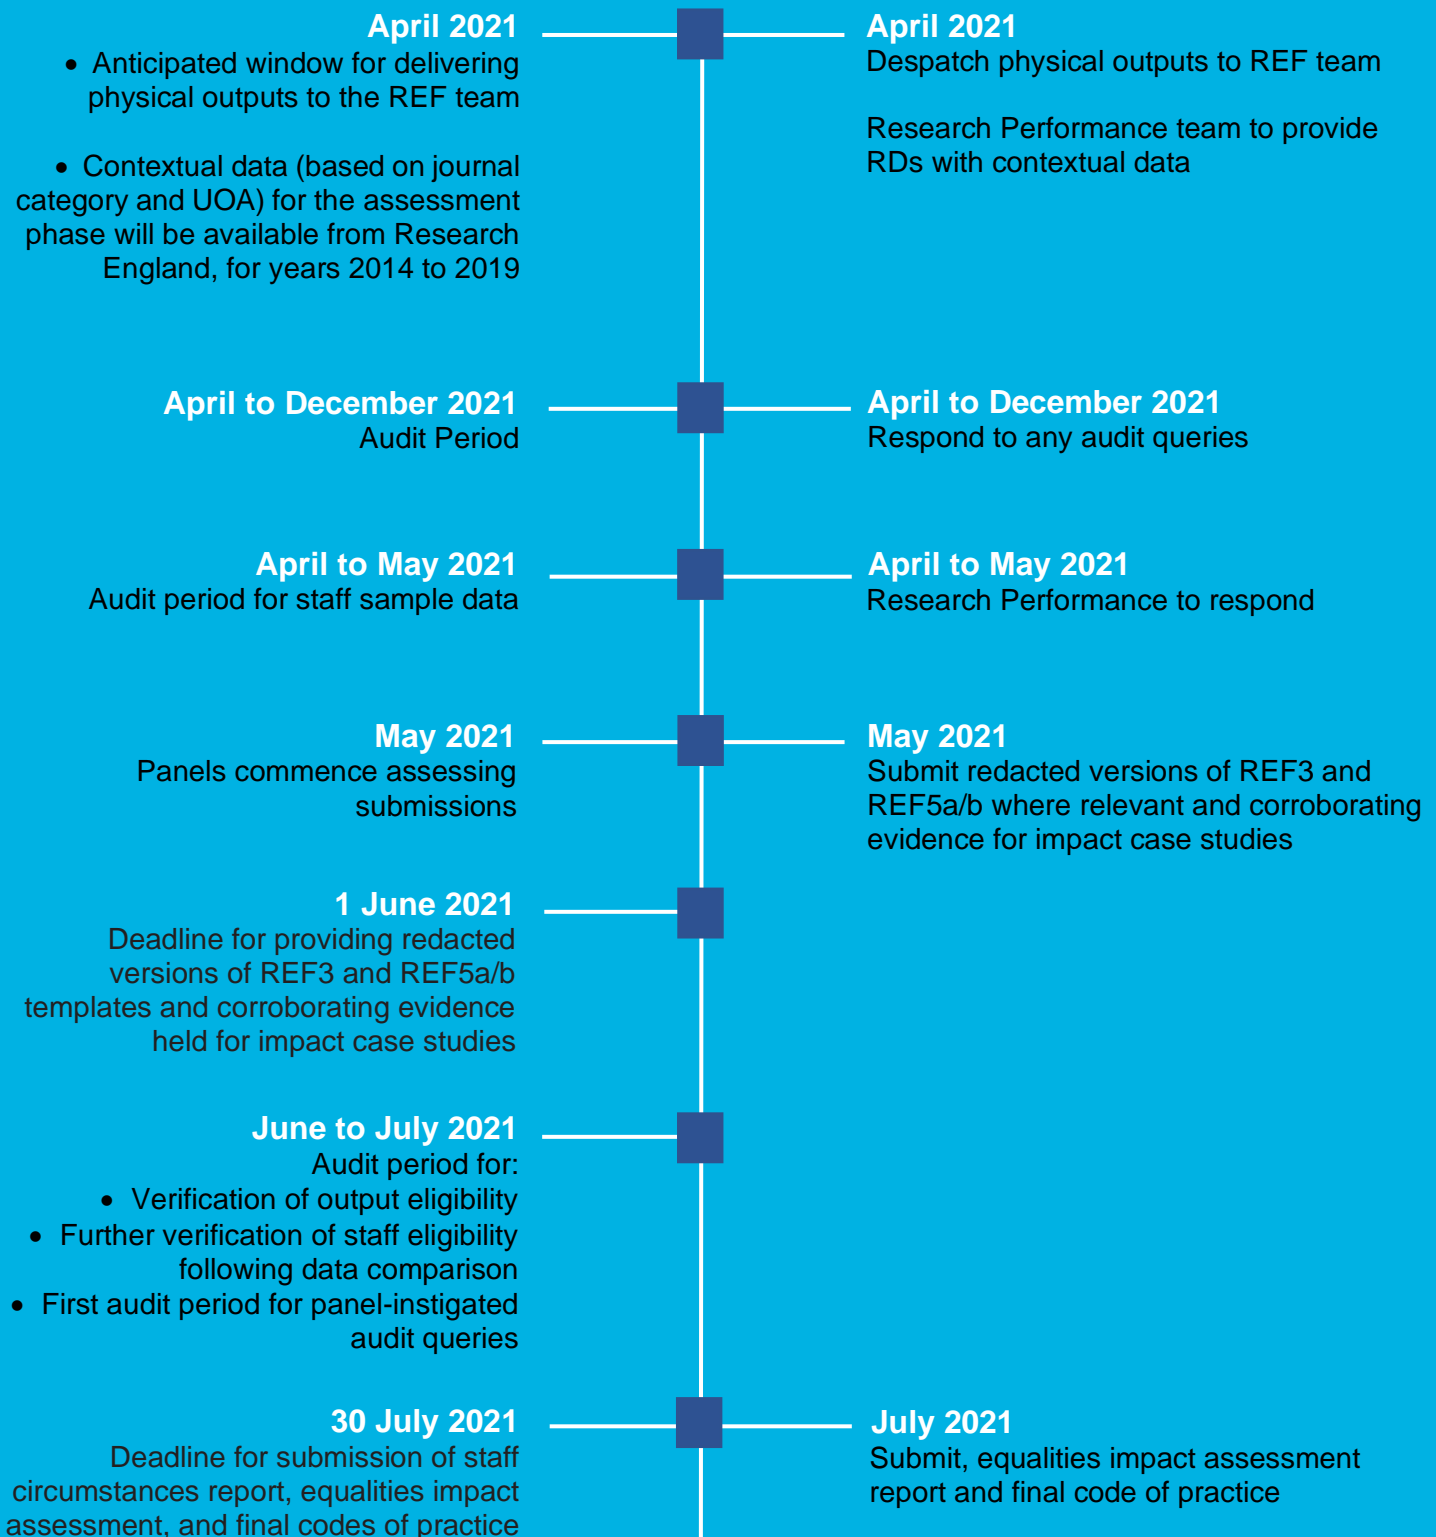 April 2021
• Anticipated window for delivering
physical outputs to the REF team
• Contextual data (based on journal
category and UOA) for the assessment
phase will be available from Research
England, for years 2014 to 2019
April 2021
Despatch physical outputs to REF team
Research Performance team to provide
RDs with contextual data
April to December 2021
Audit Period
April to December 2021
Respond to any audit queries
April to May 2021
Audit period for staff sample data
April to May 2021
Research Performance to respond
May 2021
Panels commence assessing
submissions
May 2021
Submit redacted versions of REF3 and
REF5a/b where relevant and corroborating
evidence for impact case studies
1 June 2021
Deadline for providing redacted
versions of REF3 and REF5a/b
templates and corroborating evidence
held for impact case studies
June to July 2021
Audit period for:
• Verification of output eligibility
• Further verification of staff eligibility
following data comparison
• First audit period for panel-instigated
audit queries
30 July 2021
Deadline for submission of staff
circumstances report, equalities impact
assessment, and final codes of practice
July 2021
Submit, equalities impact assessment
report and final code of practice